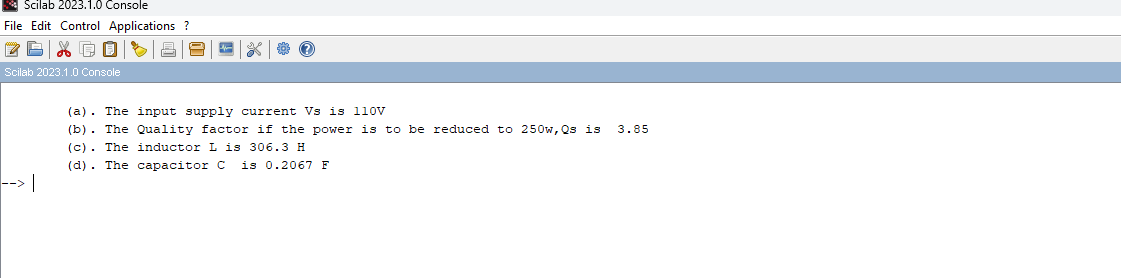 Scilab 2023.1.0 Console
File Edit Control Applications ?
Scilab 2023.1.0 Console
(a). The input supply current Vs is 110V
(b). The Quality factor if the power is to be reduced to 250w,Qs is 3.85
(c). The inductor L is 306.3 H
(d). The capacitor C is 0.2067 F
-->